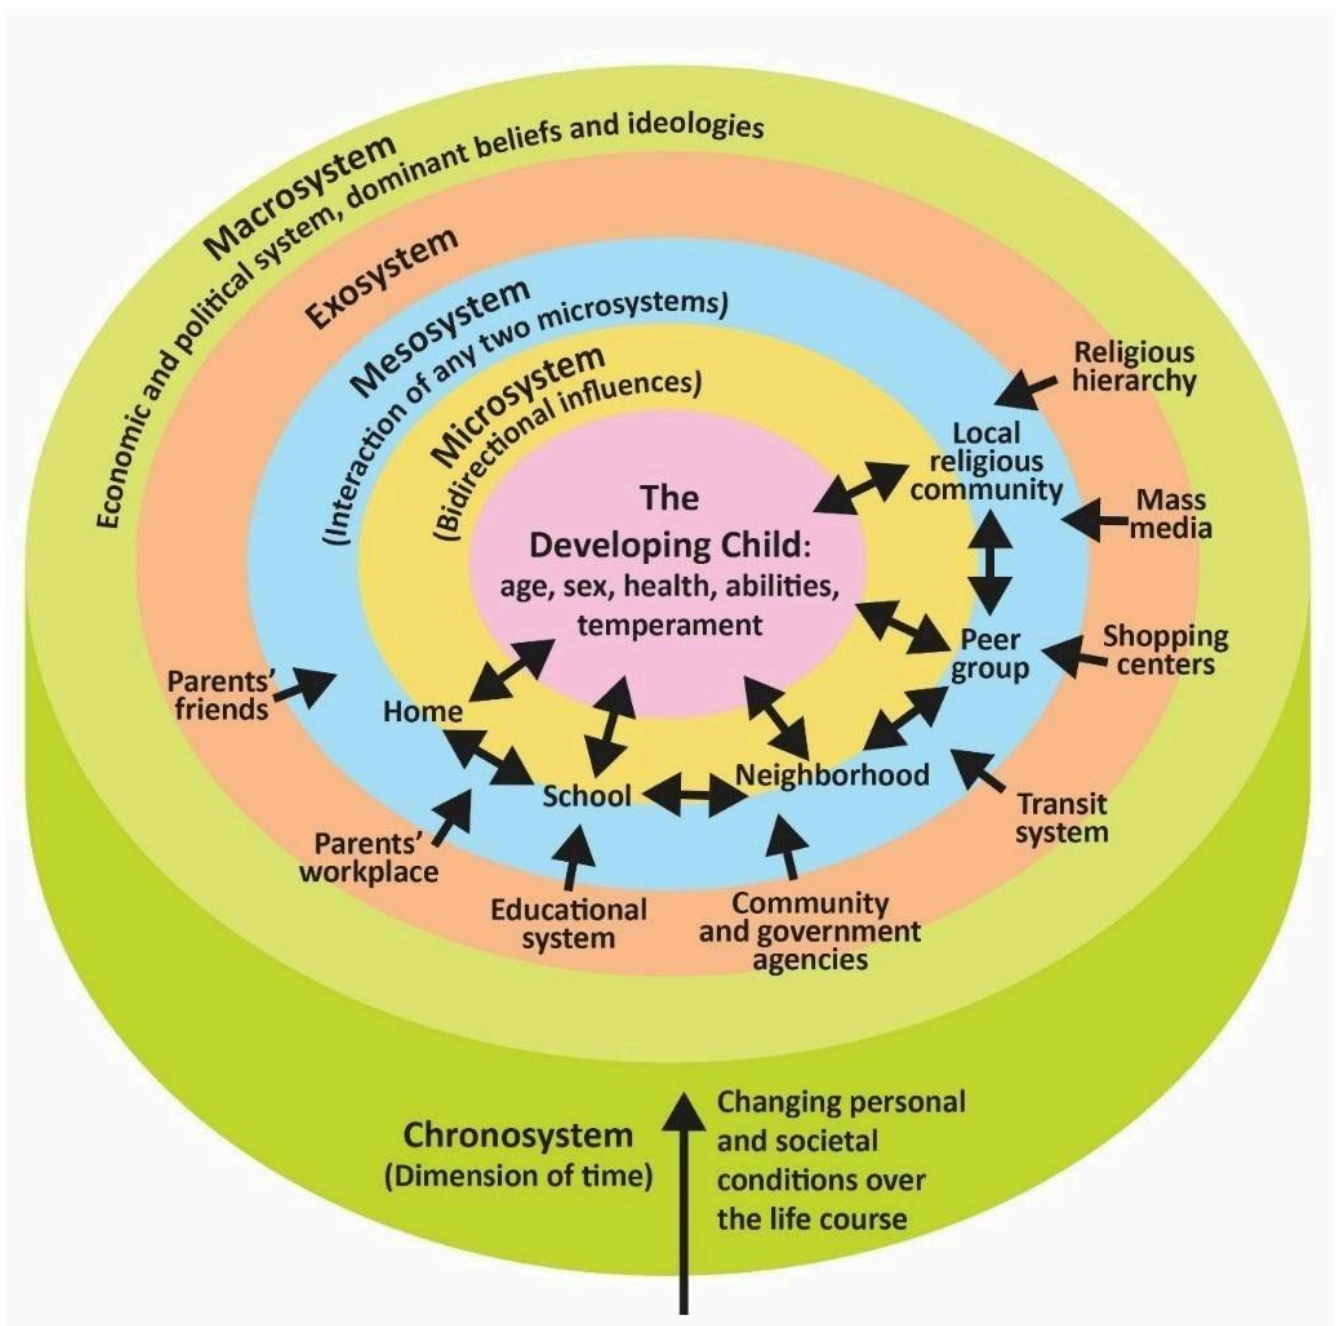 Macrosystem
Economic and political system, dominant beliefs and ideologies
Exosystem
Mesosystem
(Interaction of any two microsystems)
Microsystem
(Bidirectional influences)
The
Developing Child:
age, sex, health, abilities,
temperament
Religious
hierarchy
Local
religious
community
Mass
media
Peer
group
Shopping
centers
Parents’
friends
Home
School
Neighborhood
Transit
system
Parents’
workplace
Educational
system
Community
and government
agencies
Chronosystem
(Dimension of time)
Changing personal
and societal
conditions over
the life course